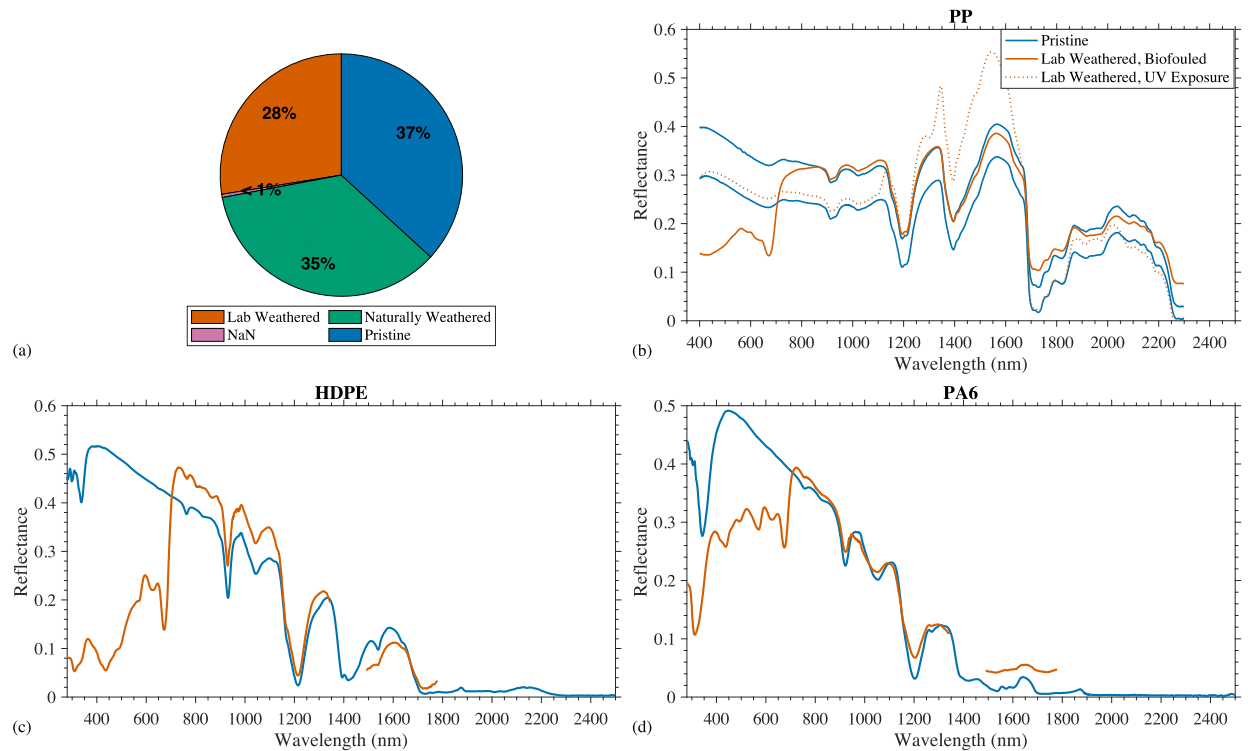 37%
28%
< 1%
35%
Lab Weathered
Naturally Weathered
NaN
Pristine
(a)
PP
Pristine
Lab Weathered, Biofouled
Lab Weathered, UV Exposure
0.6
0.5
0.4
0.3
0.2
0.1
0
Reflectance
400 600 800 1000 1200 1400 1600 1800 2000 2200 2400
Wavelength (nm)
(b)
HDPE
0.6
0.5
0.4
0.3
0.2
0.1
0
Reflectance
400 600 800 1000 1200 1400 1600 1800 2000 2200 2400
Wavelength (nm)
(c)
PA6
0.5
0.4
0.3
0.2
0.1
0
Reflectance
400 600 800 1000 1200 1400 1600 1800 2000 2200 2400
Wavelength (nm)
(d)